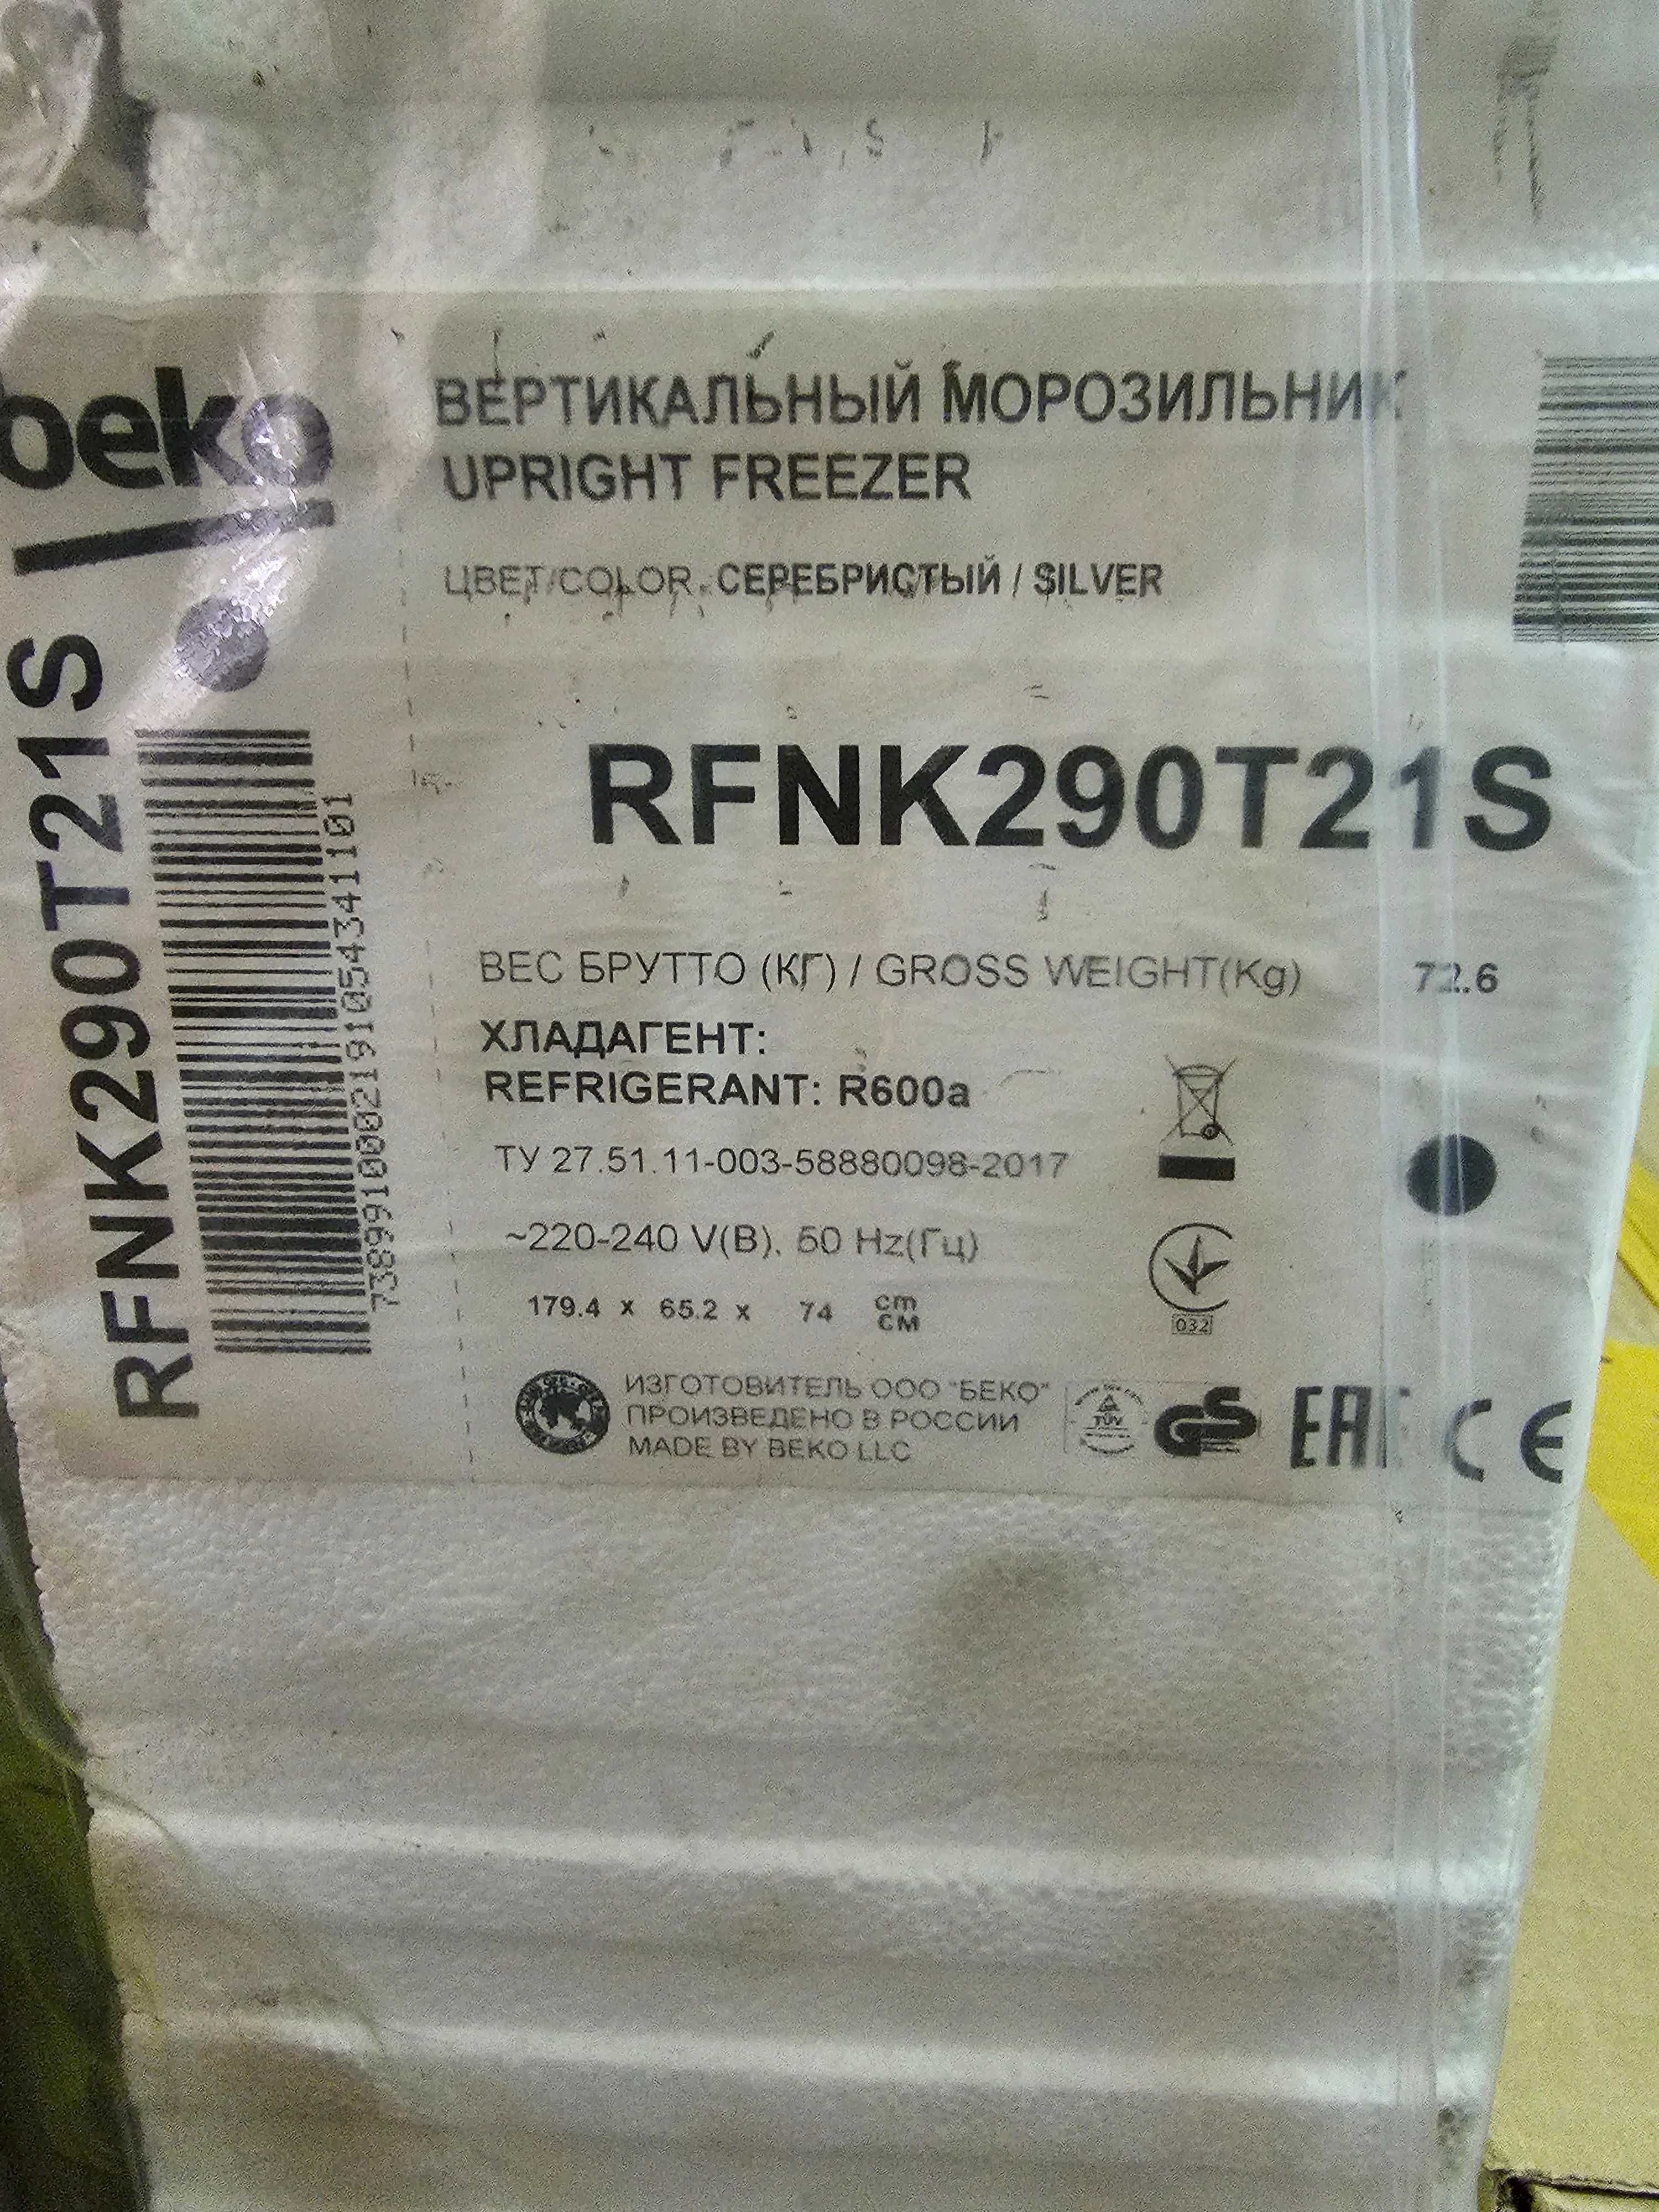 beko
ВЕРТИКАЛЬНЫЙ МОРОЗИЛЬНИК
UPRIGHT FREEZER
ЦВЕТ/COLOR: СЕРЕБРИСТЫЙ / SILVER
RFNK290T21S
RFNK290T21S
7389910002191054341101
ВЕС БРУТТО (КГ) / GROSS WEIGHT(Kg) 72.6
ХЛАДАГЕНТ:
REFRIGERANT: R600a
ТУ 27.51.11-003-58880098-2017
~220-240 V(В), 50 Hz(Гц)
179.4 x 65.2 x 74 cm
см
032
ИЗГОТОВИТЕЛЬ ООО "БЕКО"
ПРОИЗВЕДЕНО В РОССИИ
MADE BY BEKO LLC
TÜV
GS
EAC
CE